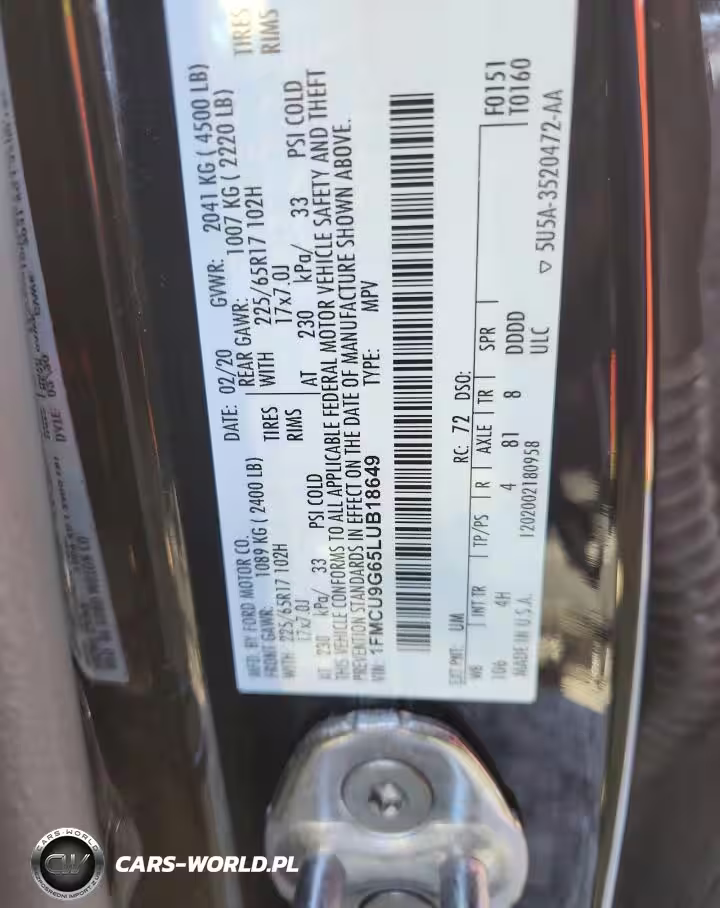 MFD. BY FORD MOTOR CO.
DATE: 02/20 GVWR: 2041 KG ( 4500 LB)
FRONT GAWR: 1089 KG (2400 LB)
REAR GAWR: 1007 KG ( 2220 LB)
WITH 225/65R17 102H TIRES
WITH 225/65R17 102H TIRES
17x7.0J RIMS
17x7.0J RIMS
AT 230 kPa/ 33 PSI COLD
AT 230 kPa/ 33 PSI COLD
THIS VEHICLE CONFORMS TO ALL APPLICABLE FEDERAL MOTOR VEHICLE SAFETY AND THEFT
PREVENTION STANDARDS IN EFFECT ON THE DATE OF MANUFACTURE SHOWN ABOVE.
VIN: 1FMCU9G65LUB18649 TYPE: MPV
F0151
T0160
EXT PNT: UM RC: 72 DSO:
WB INT TR TP/PS R AXLE TR SPR
106 4H 4 81 8 DDDD
MADE IN U.S.A. 1202002180958 ULC
5U5A-3520472-AA
CARS-WORLD
CW
CARS-WORLD.PL